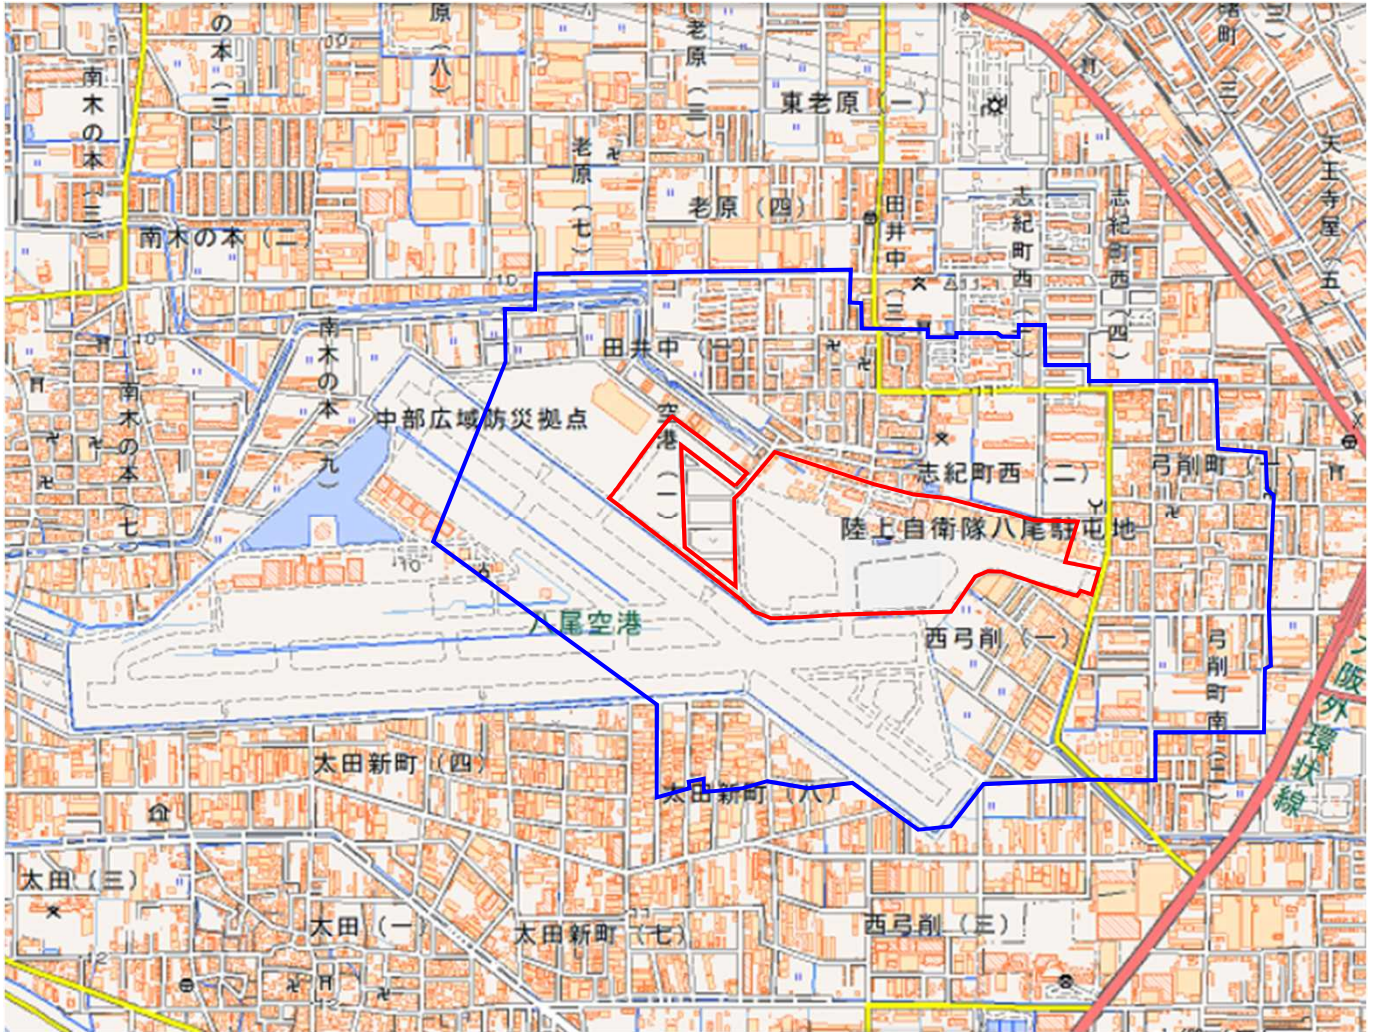 の本(三)
原(八)
老原(三)
東老原(一)
南木の本(三)
老原(七)
老原(四)
田井中(三)
志紀町西(
志紀町西(四)
天王寺屋(五)
南木の本(二)
10
10
田井中(
南木の本(九)
南木の本(七)
中部広域防災拠点
空港(一)
志紀町西(二)
弓削町(一)
陸上自衛隊八尾駐屯地
10
八尾空港
西弓削(一)
弓削町南(三)
大阪外環状線
太田新町(四)
太田新町(八)
太田(三)
太田(一)
太田新町(七)
西弓削(三)
12